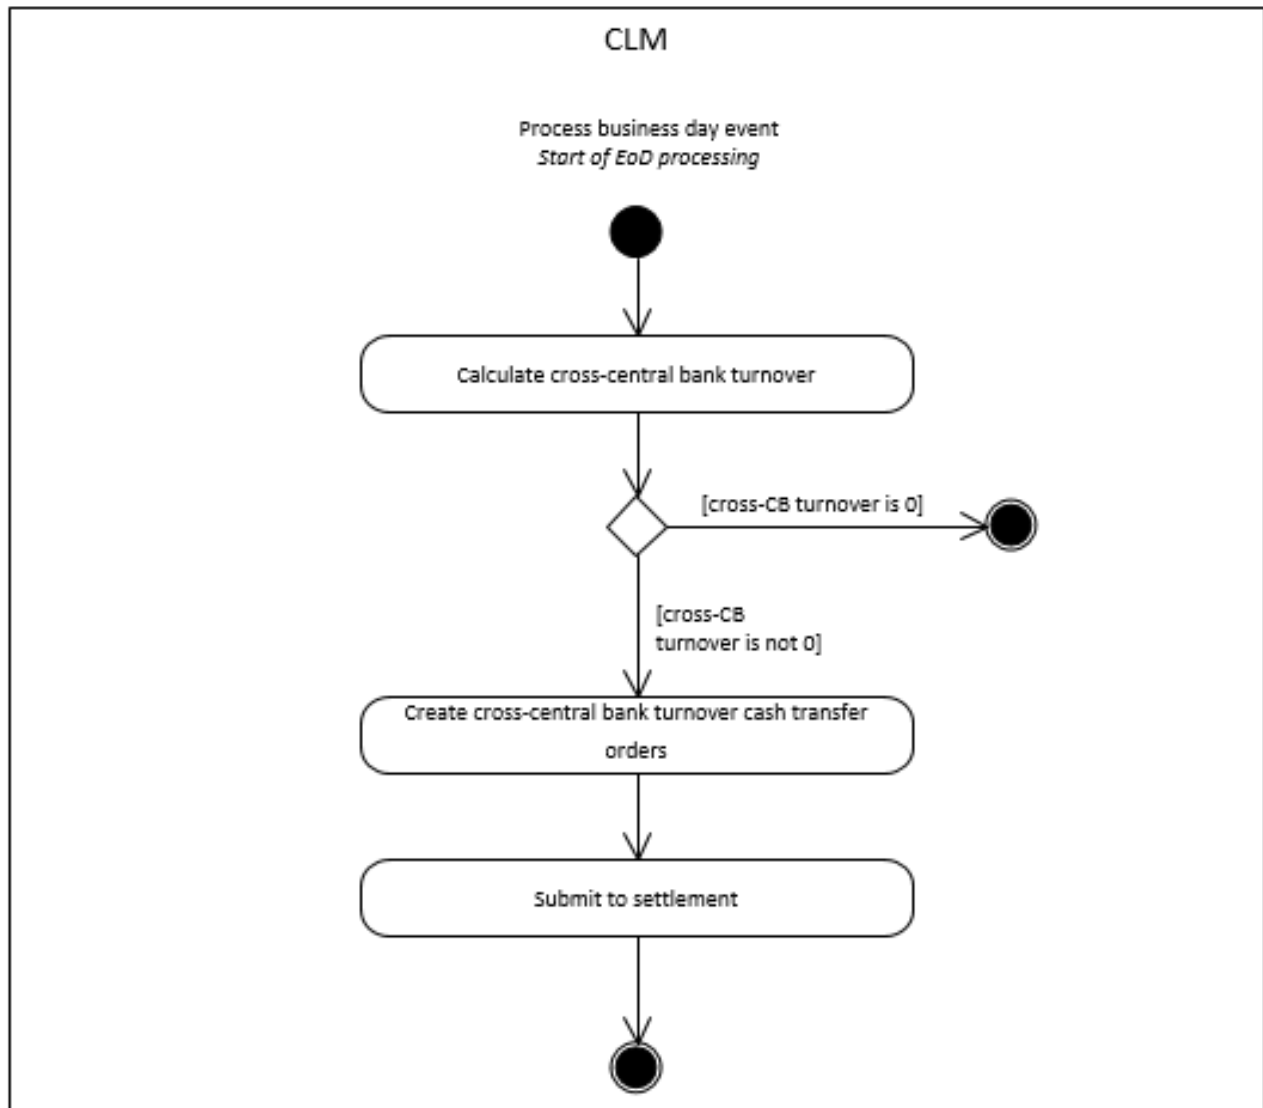 CLM
Process business day event
Start of EoD processing
Calculate cross-central bank turnover
[cross-CB turnover is 0]
[cross-CB
turnover is not 0]
Create cross-central bank turnover cash transfer
orders
Submit to settlement